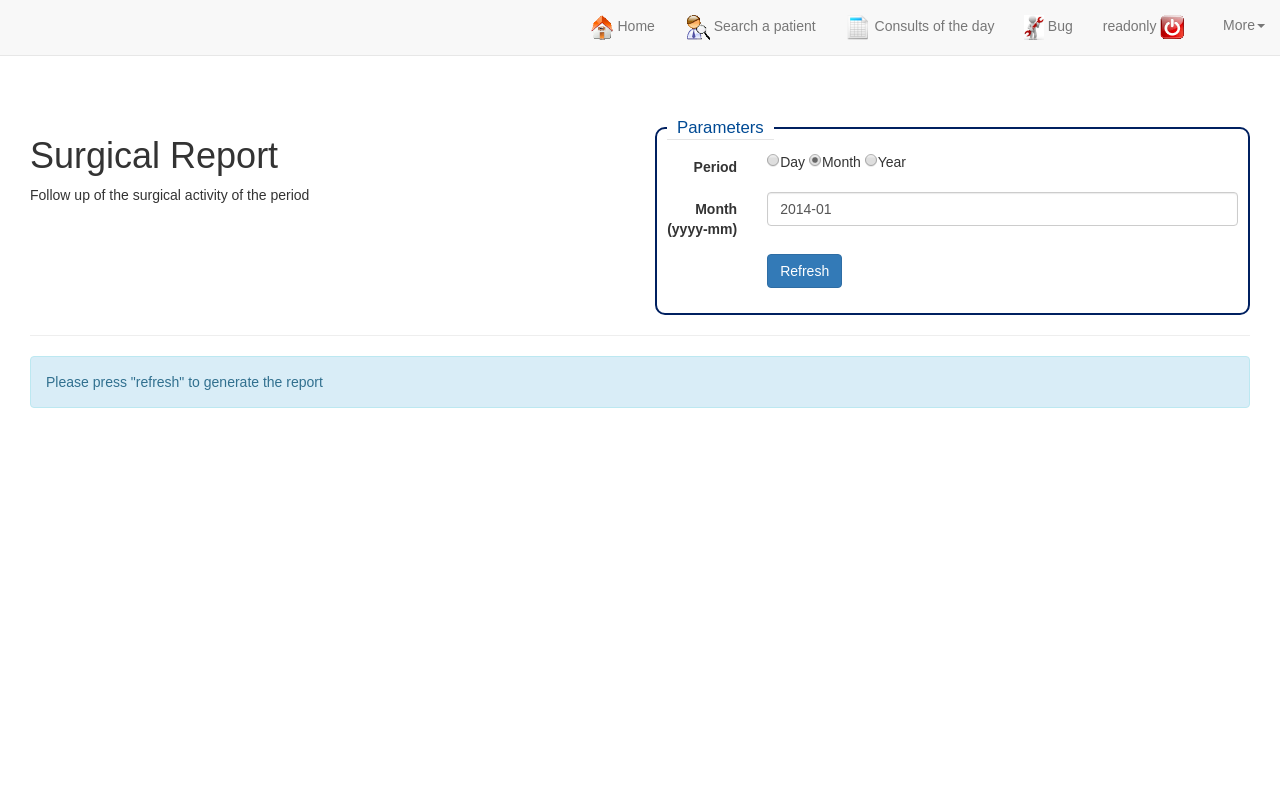 Home Search a patient Consults of the day Bug readonly More
Parameters
Surgical Report
Follow up of the surgical activity of the period
Period Day Month Year
Month (yyyy-mm) 2014-01
Refresh
Please press "refresh" to generate the report